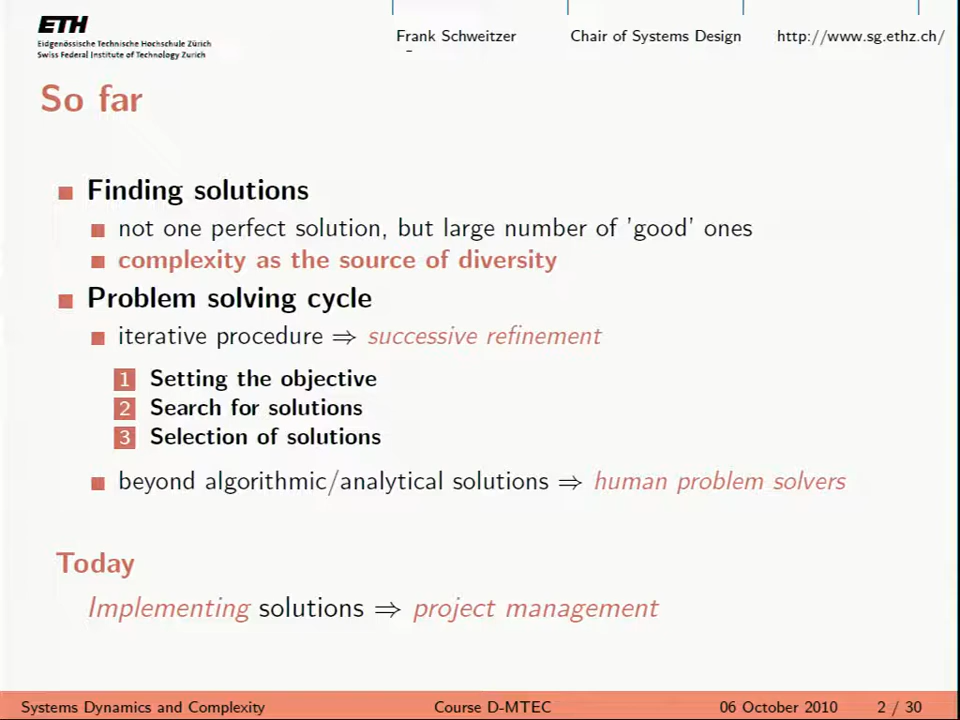 ETH
Eidgenössische Technische Hochschule Zürich
Swiss Federal Institute of Technology Zurich
Frank Schweitzer
Chair of Systems Design
http://www.sg.ethz.ch/
So far
Finding solutions
not one perfect solution, but large number of 'good' ones
complexity as the source of diversity
Problem solving cycle
iterative procedure ⇒ successive refinement
1 Setting the objective
2 Search for solutions
3 Selection of solutions
beyond algorithmic/analytical solutions ⇒ human problem solvers
Today
Implementing solutions ⇒ project management
Systems Dynamics and Complexity
Course D-MTEC
06 October 2010
2 / 30